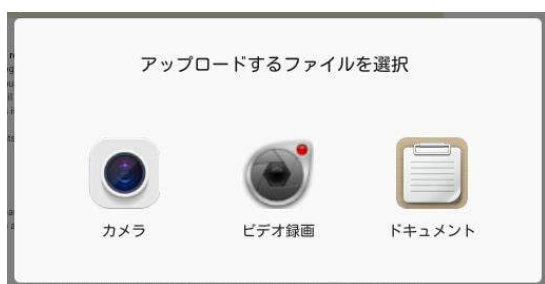 アップロードするファイルを選択
カメラ
ビデオ録画
ドキュメント